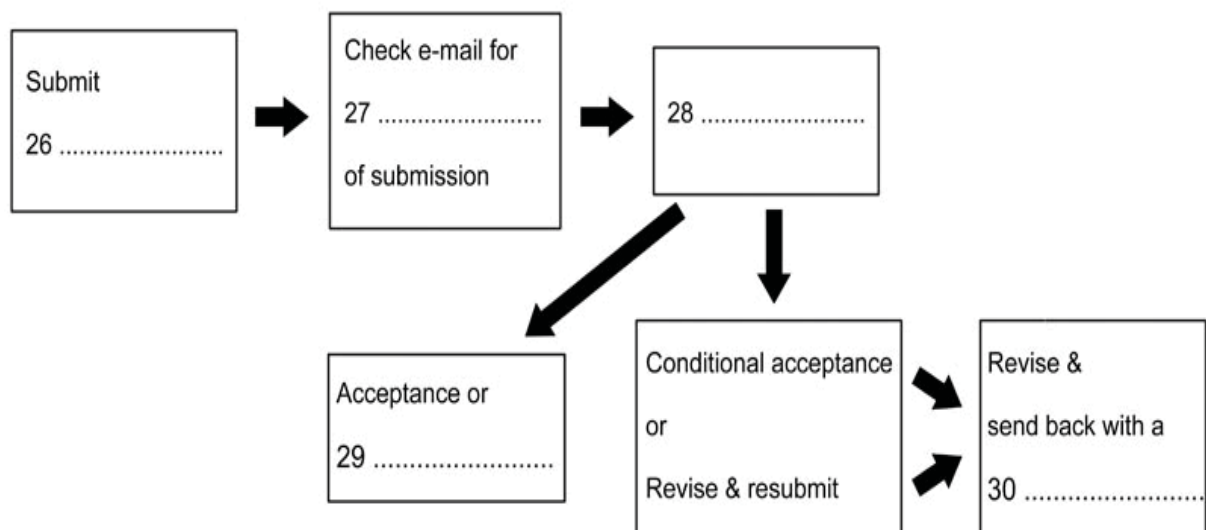 Submit
26 ..........................
Check e-mail for
27 ..........................
of submission
28 ..........................
Acceptance or
29 ............................
Conditional acceptance
or
Revise & resubmit
Revise &
send back with a
30 ............................